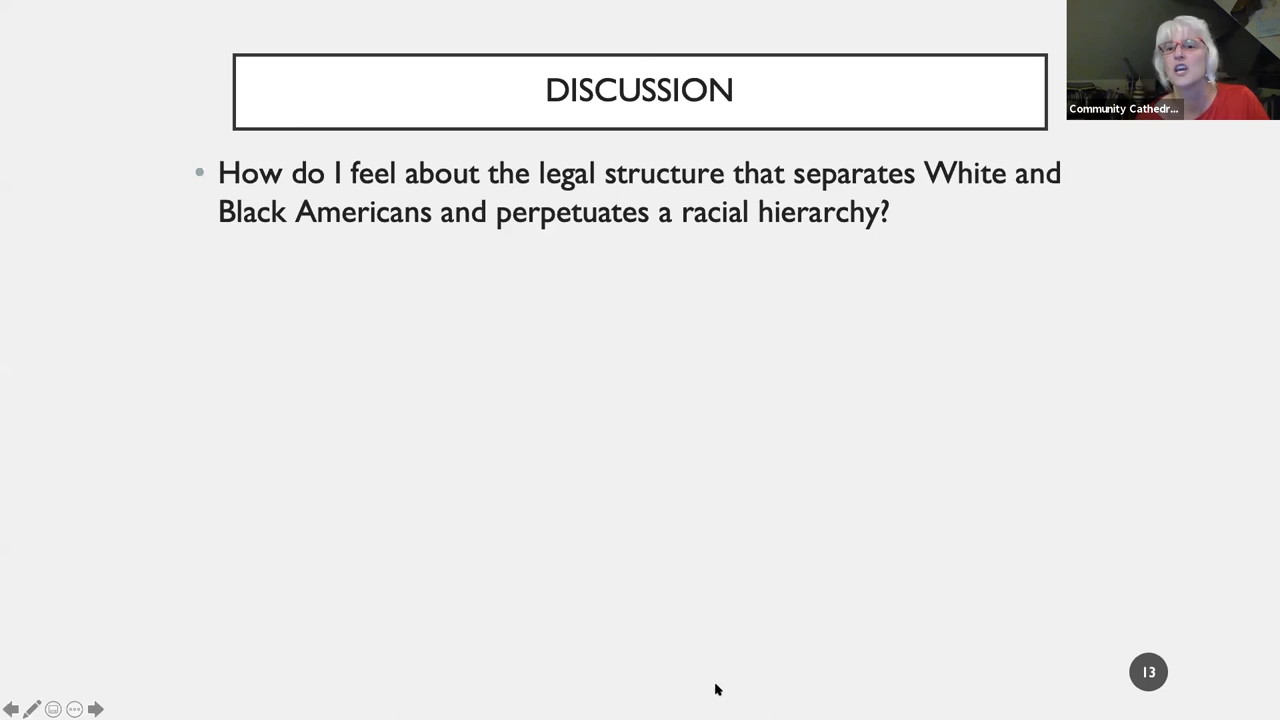 DISCUSSION
Community Cathedr...
• How do I feel about the legal structure that separates White and
Black Americans and perpetuates a racial hierarchy?
13